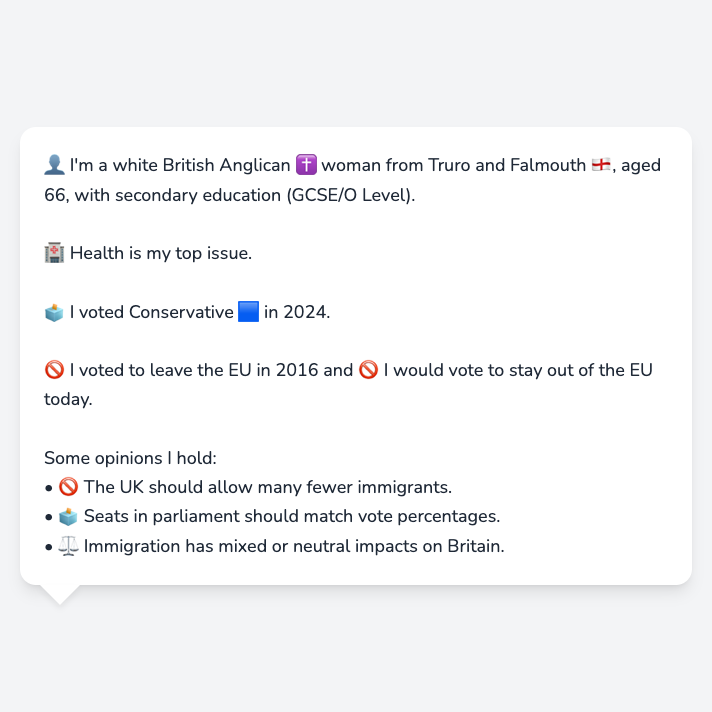 👤 I'm a white British Anglican ✝️ woman from Truro and Falmouth 🏴󠁧󠁢󠁥󠁮󠁧󠁿, aged
66, with secondary education (GCSE/O Level).
🏥 Health is my top issue.
🗳️ I voted Conservative 🟦 in 2024.
🚫 I voted to leave the EU in 2016 and 🚫 I would vote to stay out of the EU
today.
Some opinions I hold:
• 🚫 The UK should allow many fewer immigrants.
• 🗳️ Seats in parliament should match vote percentages.
• ⚖️ Immigration has mixed or neutral impacts on Britain.